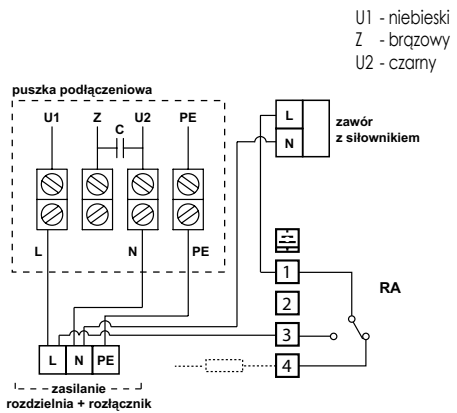 U1 - niebieski
Z - brązowy
U2 - czarny
puszka podłączeniowa
U1 Z U2 PE
C
L N PE
L
N
zawór
z siłownikiem
1
2
3
4
RA
L N PE
zasilanie
rozdzielnia + rozłącznik